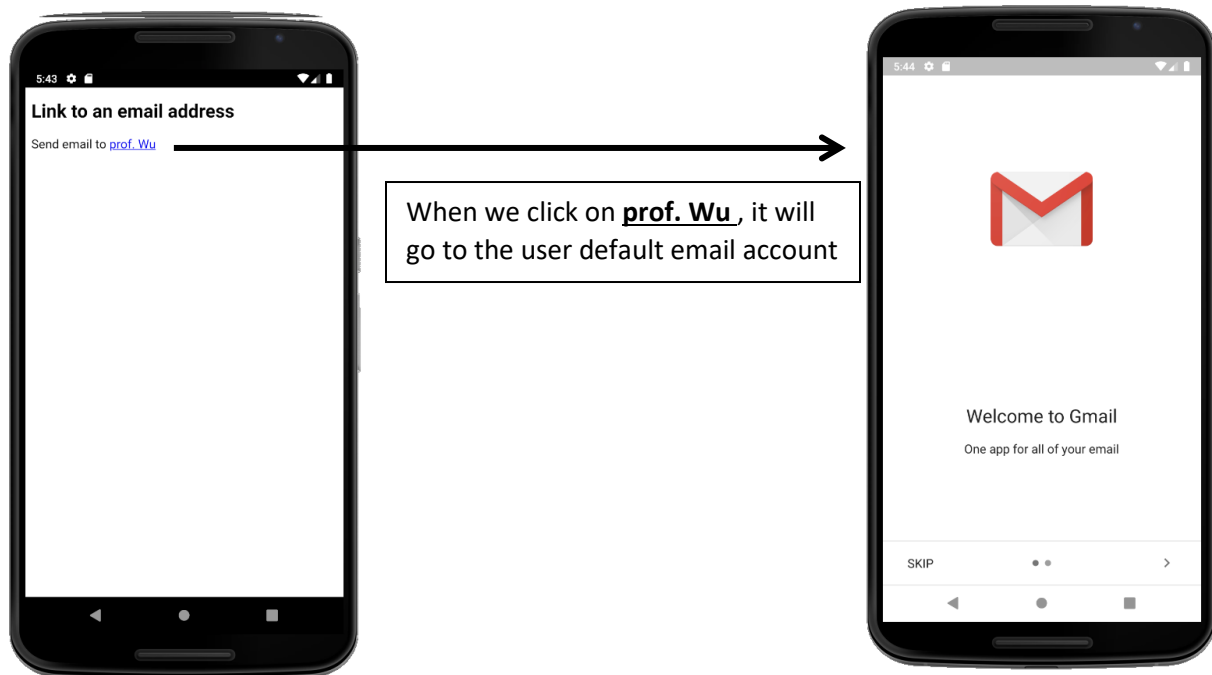 5:43
Link to an email address
Send email to prof. Wu
When we click on prof. Wu , it will
go to the user default email account
5:44
Welcome to Gmail
One app for all of your email
SKIP